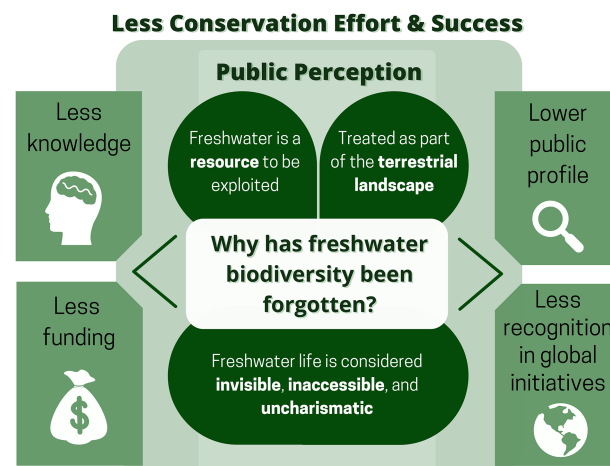 Less Conservation Effort & Success
Public Perception
Less
knowledge
Freshwater is a
resource to be
exploited
Treated as part
of the terrestrial
landscape
Lower
public
profile
Why has freshwater
biodiversity been
forgotten?
Less
funding
$
Freshwater life is considered
invisible, inaccessible, and
uncharismatic
Less
recognition
in global
initiatives